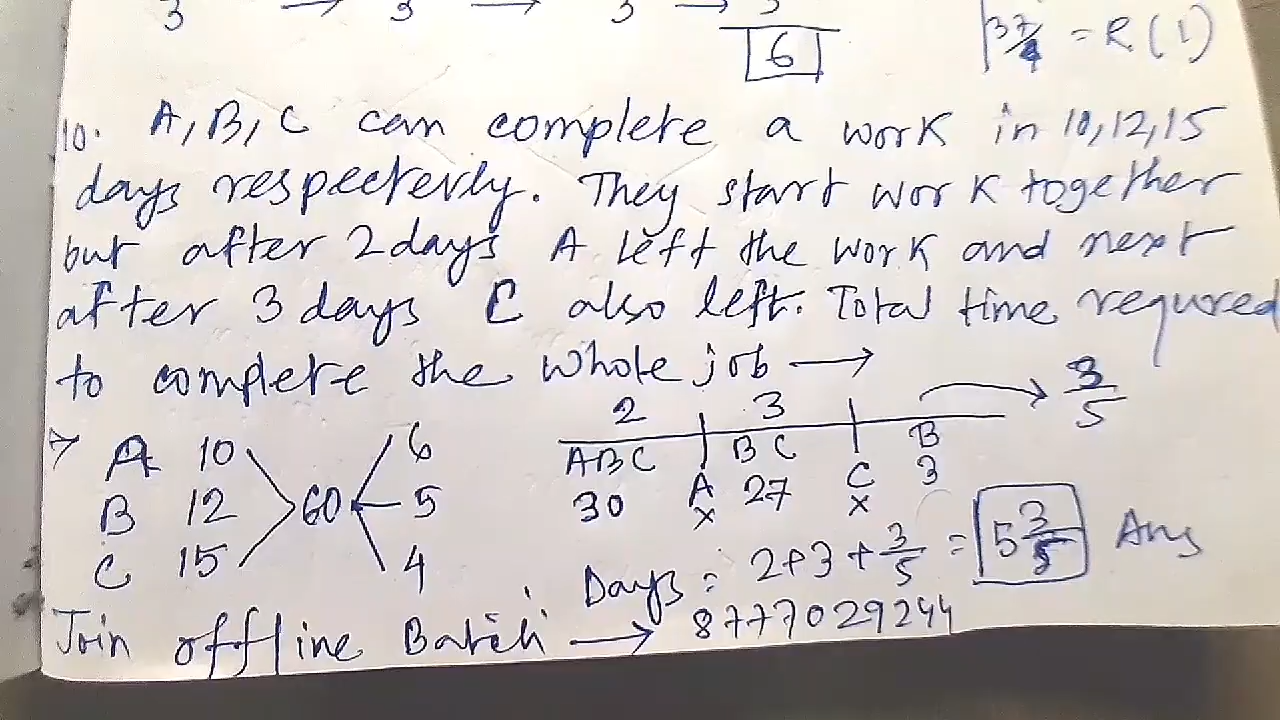 3 → 3 → 3 → 3
6
37/4 = R (1)
10. A, B, C can complete a work in 10, 12, 15
days respecterly. They start work together
but after 2 days A left the work and next
after 3 days C also left. Total time requred
to complete the whole job →
2 | 3 | → 3/5
ABC | BC | B
30 A x 27 C x 3
A 10 6
B 12 60 5
C 15 4
Days = 2+3+3/5 = 5 3/5 Ans
Join offline Batch → 8777029244